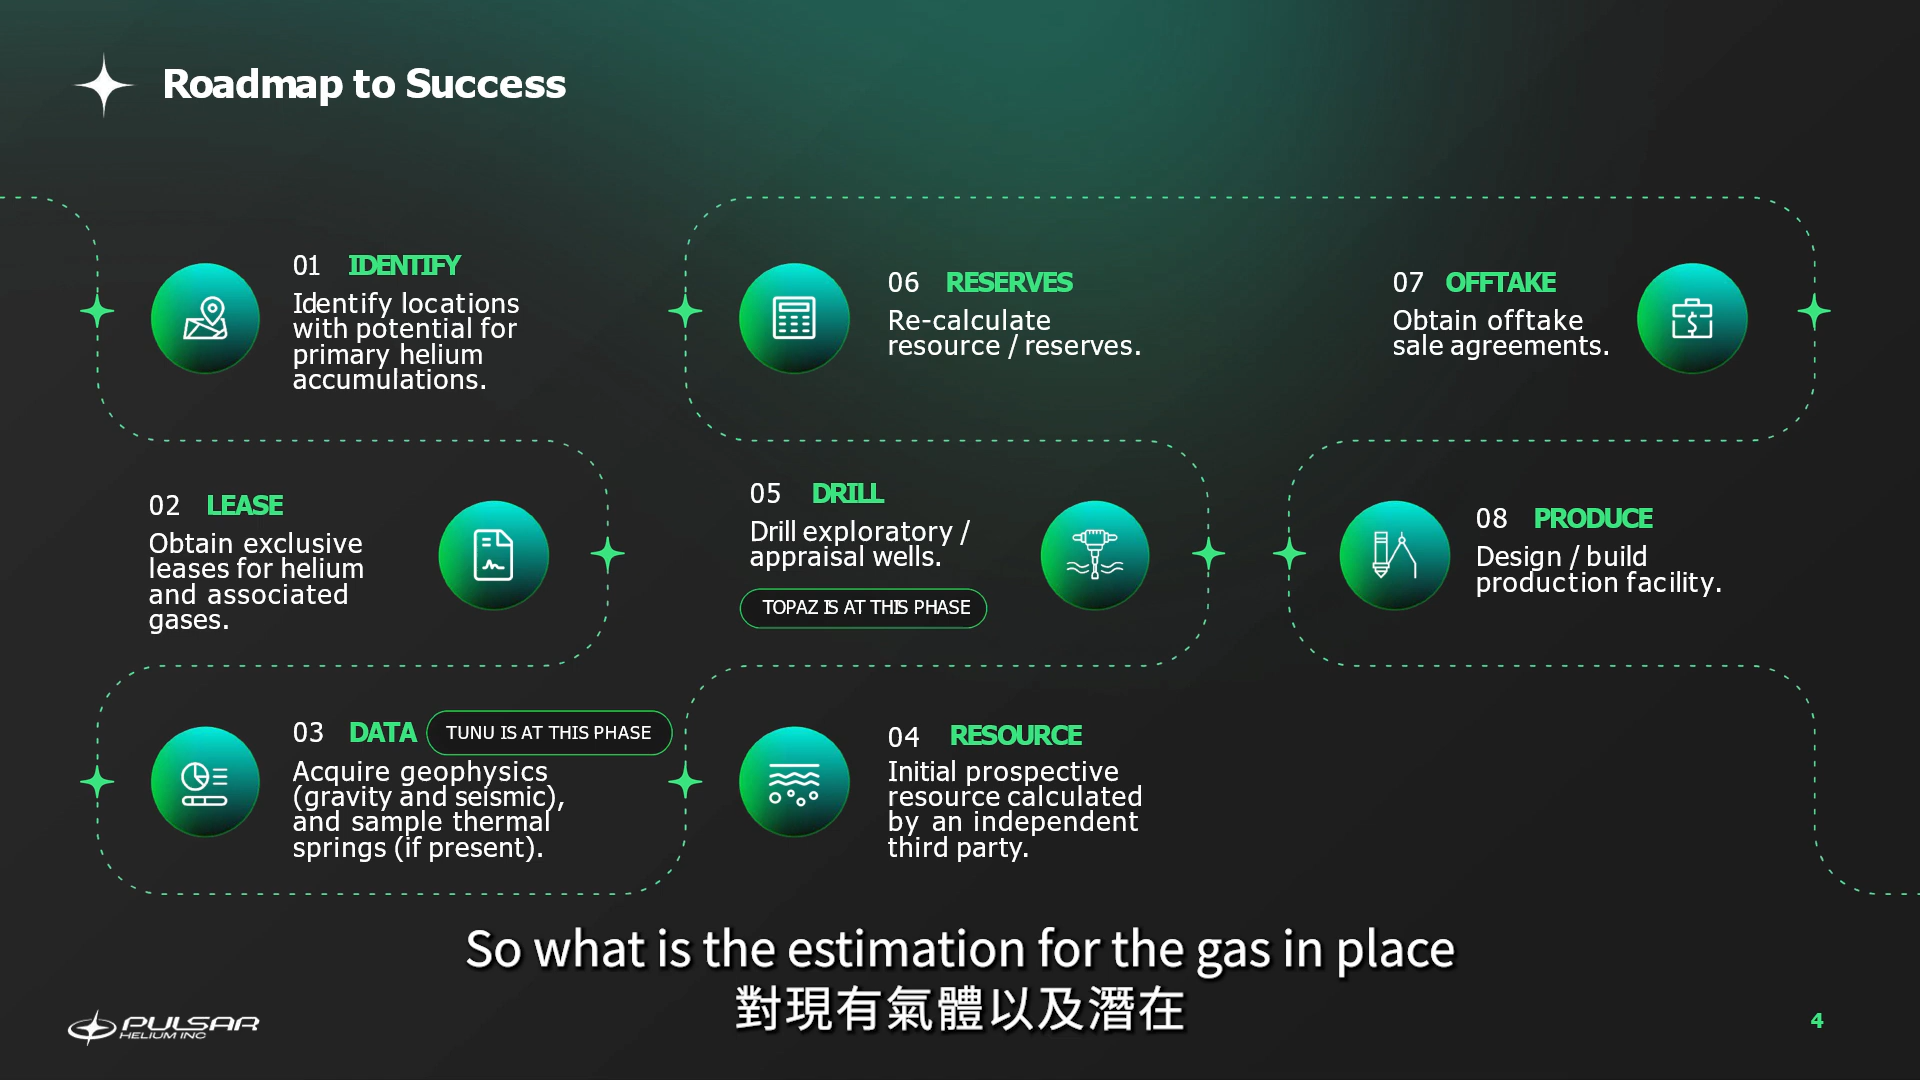 Roadmap to Success
01 IDENTIFY
Identify locations
with potential for
primary helium
accumulations.
02 LEASE
Obtain exclusive
leases for helium
and associated
gases.
03 DATA
TUNU IS AT THIS PHASE
Acquire geophysics
(gravity and seismic),
and sample thermal
springs (if present).
04 RESOURCE
Initial prospective
resource calculated
by an independent
third party.
05 DRILL
Drill exploratory /
appraisal wells.
TOPAZ IS AT THIS PHASE
06 RESERVES
Re-calculate
resource / reserves.
07 OFFTAKE
Obtain offtake
sale agreements.
08 PRODUCE
Design / build
production facility.
So what is the estimation for the gas in place
對現有氣體以及潛在
PULSAR
HELIUM INC
4